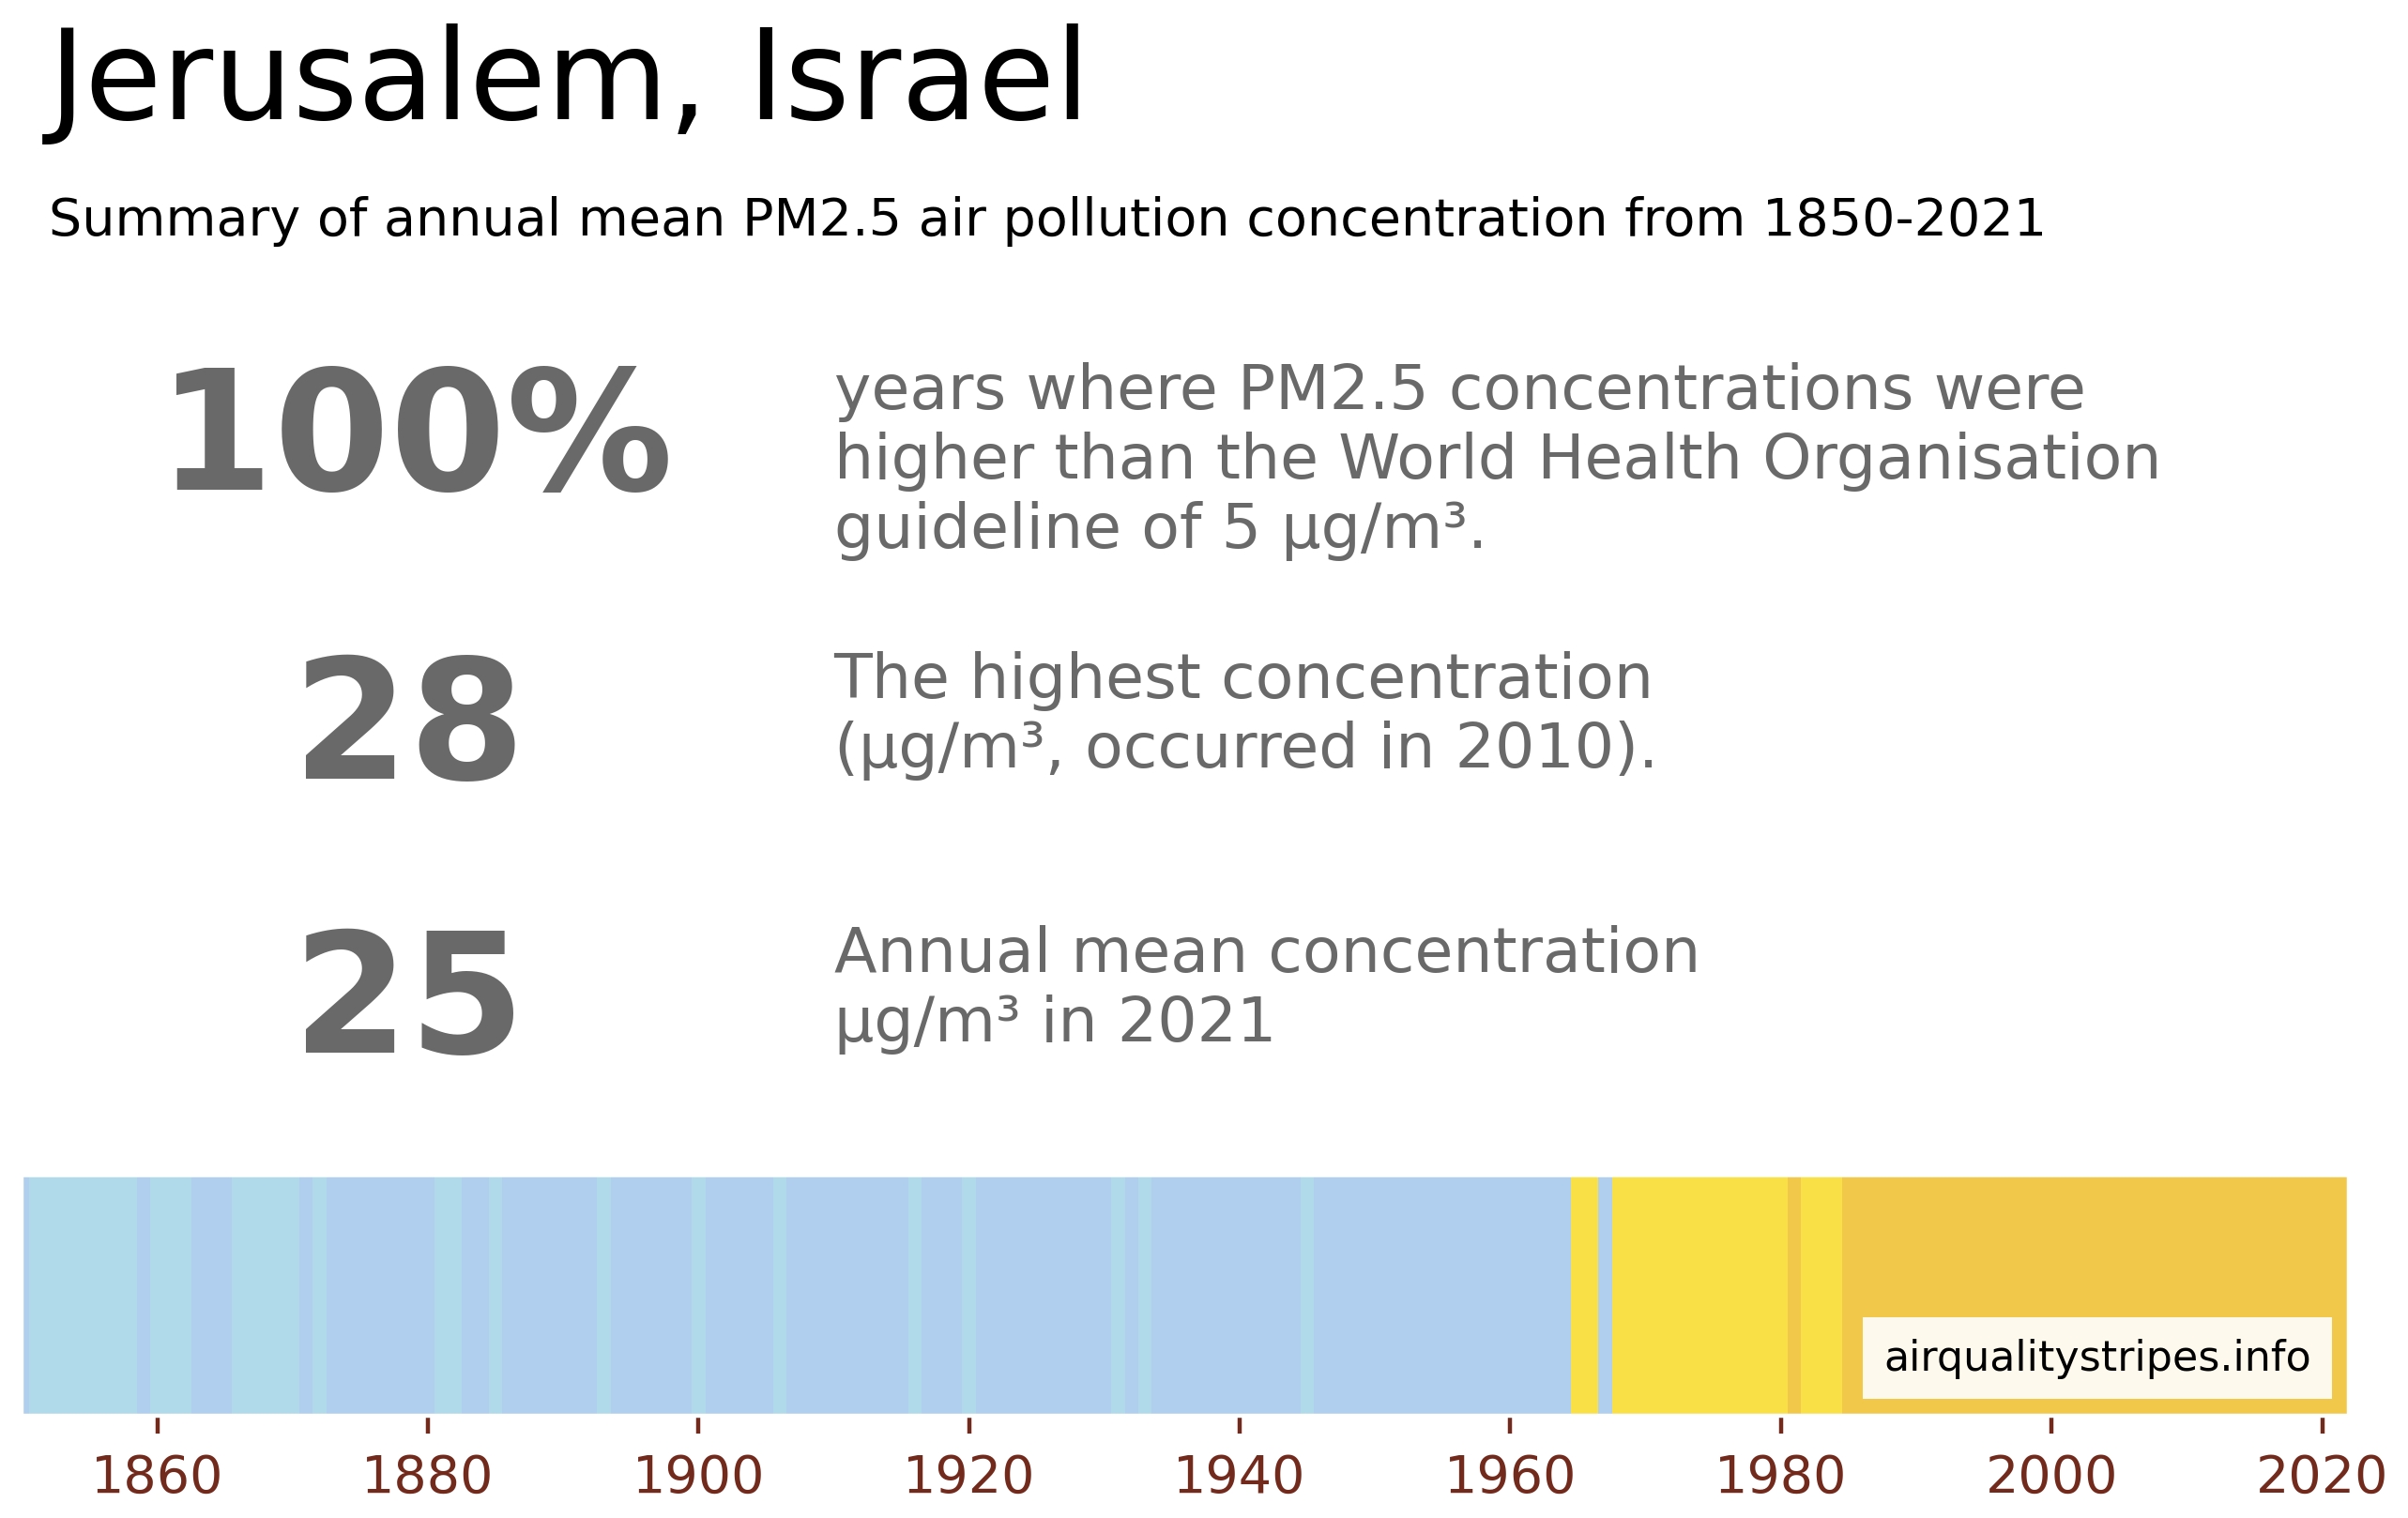 Jerusalem, Israel
Summary of annual mean PM2.5 air pollution concentration from 1850-2021
100%
years where PM2.5 concentrations were
higher than the World Health Organisation
guideline of 5 µg/m³.
28
The highest concentration
(µg/m³, occurred in 2010).
25
Annual mean concentration
µg/m³ in 2021
airqualitystripes.info
1860 1880 1900 1920 1940 1960 1980 2000 2020